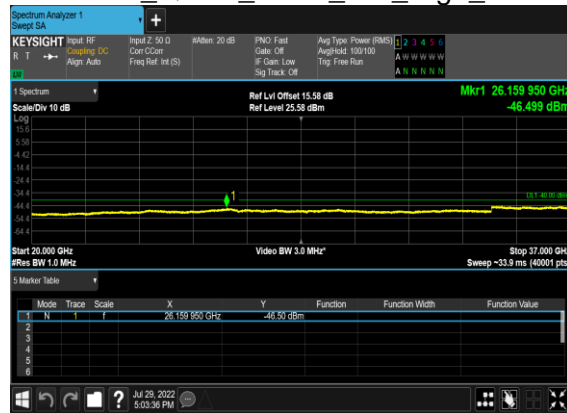 Spectrum Analyzer 1
Swept SA
+
KEYSIGHT Input: RF Input Z: 50 Ω #Atten: 20 dB PNO: Fast Avg Type: Power (RMS) 1 2 3 4 5 6
R T Coupling: DC Corr CCorr Gate: Off Avg|Hold: 100/100 A W W W W W
Align: Auto Freq Ref: Int (S) IF Gain: Low Trig: Free Run
Sig Track: Off A N N N N N
1 Spectrum Ref Lvl Offset 15.58 dB Mkr1 26.159 950 GHz
Scale/Div 10 dB Ref Level 25.58 dBm -46.499 dBm
Log
15.6
5.58
-4.42
-14.4
-24.4
-34.4 1 DL1 -40.00 dBm
-44.4
-54.4
-64.4
Start 20.000 GHz Video BW 3.0 MHz* Stop 37.000 GHz
#Res BW 1.0 MHz Sweep ~33.9 ms (40001 pts)
5 Marker Table
Mode Trace Scale X Y Function Function Width Function Value
1 N 1 f 26.159 950 GHz -46.50 dBm
2
3
4
5
6
? Jul 29, 2022
5:03:36 PM